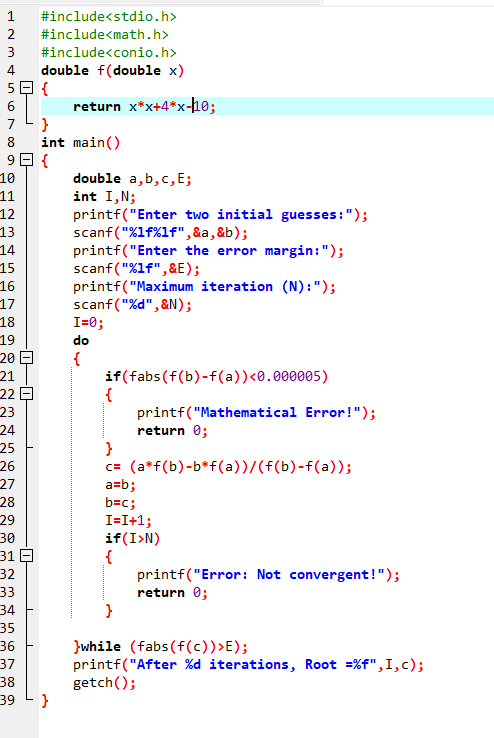 1 #include<stdio.h>
2 #include<math.h>
3 #include<conio.h>
4 double f(double x)
5 {
6     return x*x+4*x-10;
7 }
8 int main()
9 {
10     double a,b,c,E;
11     int I,N;
12     printf("Enter two initial guesses:");
13     scanf("%lf%lf",&a,&b);
14     printf("Enter the error margin:");
15     scanf("%lf",&E);
16     printf("Maximum iteration (N):");
17     scanf("%d",&N);
18     I=0;
19     do
20     {
21         if(fabs(f(b)-f(a))<0.000005)
22         {
23             printf("Mathematical Error!");
24             return 0;
25         }
26         c= (a*f(b)-b*f(a))/(f(b)-f(a));
27         a=b;
28         b=c;
29         I=I+1;
30         if(I>N)
31         {
32             printf("Error: Not convergent!");
33             return 0;
34         }
35
36     }while (fabs(f(c))>E);
37     printf("After %d iterations, Root =%f",I,c);
38     getch();
39 }